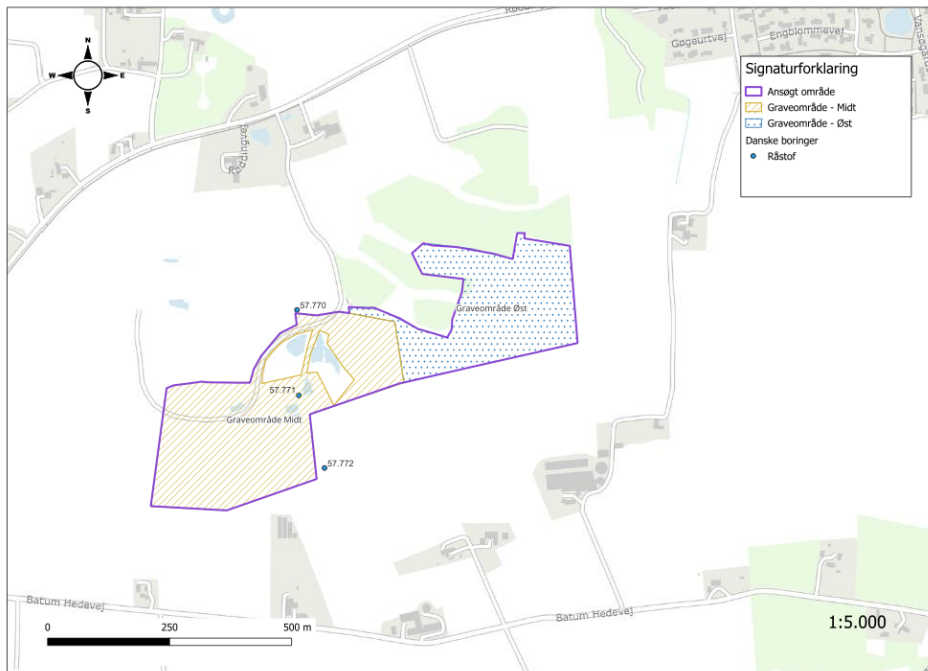 N
W
E
S
Gøgeurtvej
Engblommevej
Signaturforklaring
Ansøgt område
Graveområde - Midt
Graveområde - Øst
Danske boringer
Råstof
57.770
Graveområde Øst
57.771
Graveområde Midt
57.772
Batum Hedevej
Batum Hedevej
0
250
500 m
1:5.000